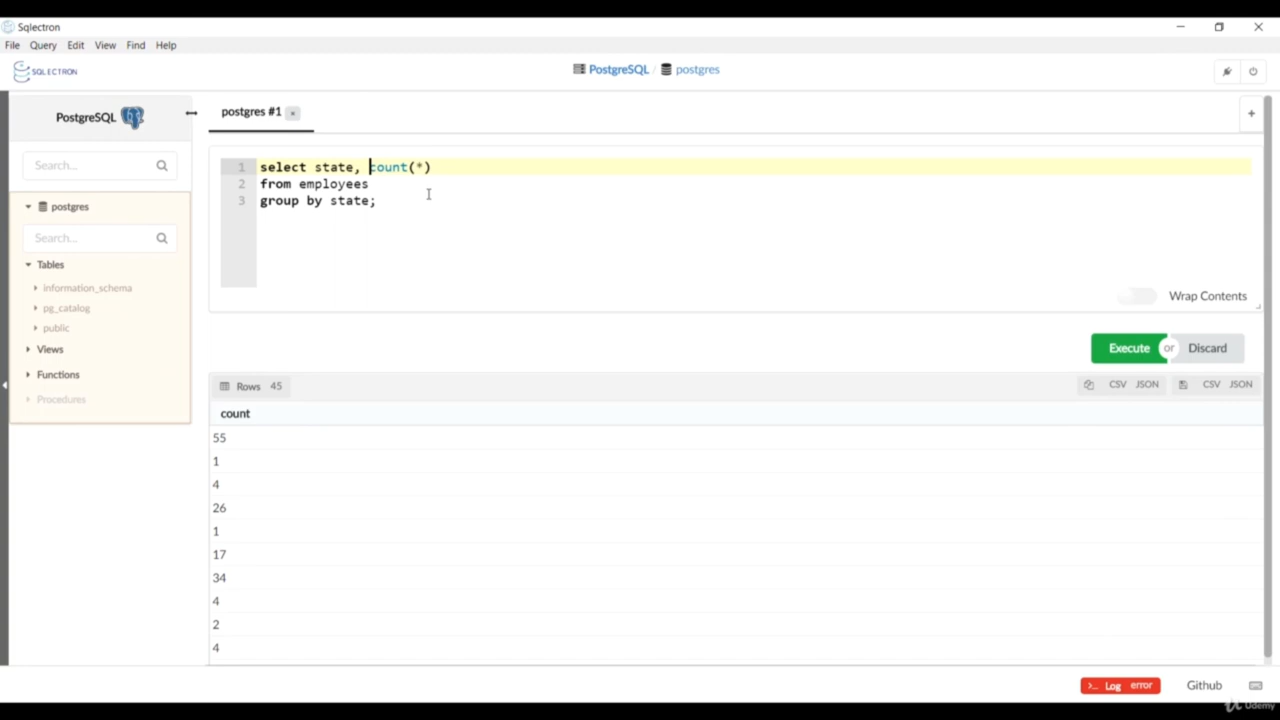 Sqlectron
File Query Edit View Find Help
SQLECTRON
PostgreSQL / postgres
PostgreSQL
postgres #1 ×
+
Search...
1 select state, count(*)
2 from employees
3 group by state;
postgres
Search...
Tables
information_schema
pg_catalog
public
Views
Functions
Procedures
Wrap Contents
Execute or Discard
Rows 45
CSV JSON CSV JSON
count
55
1
4
26
1
17
34
4
2
4
>_ Log error
Github
Udemy